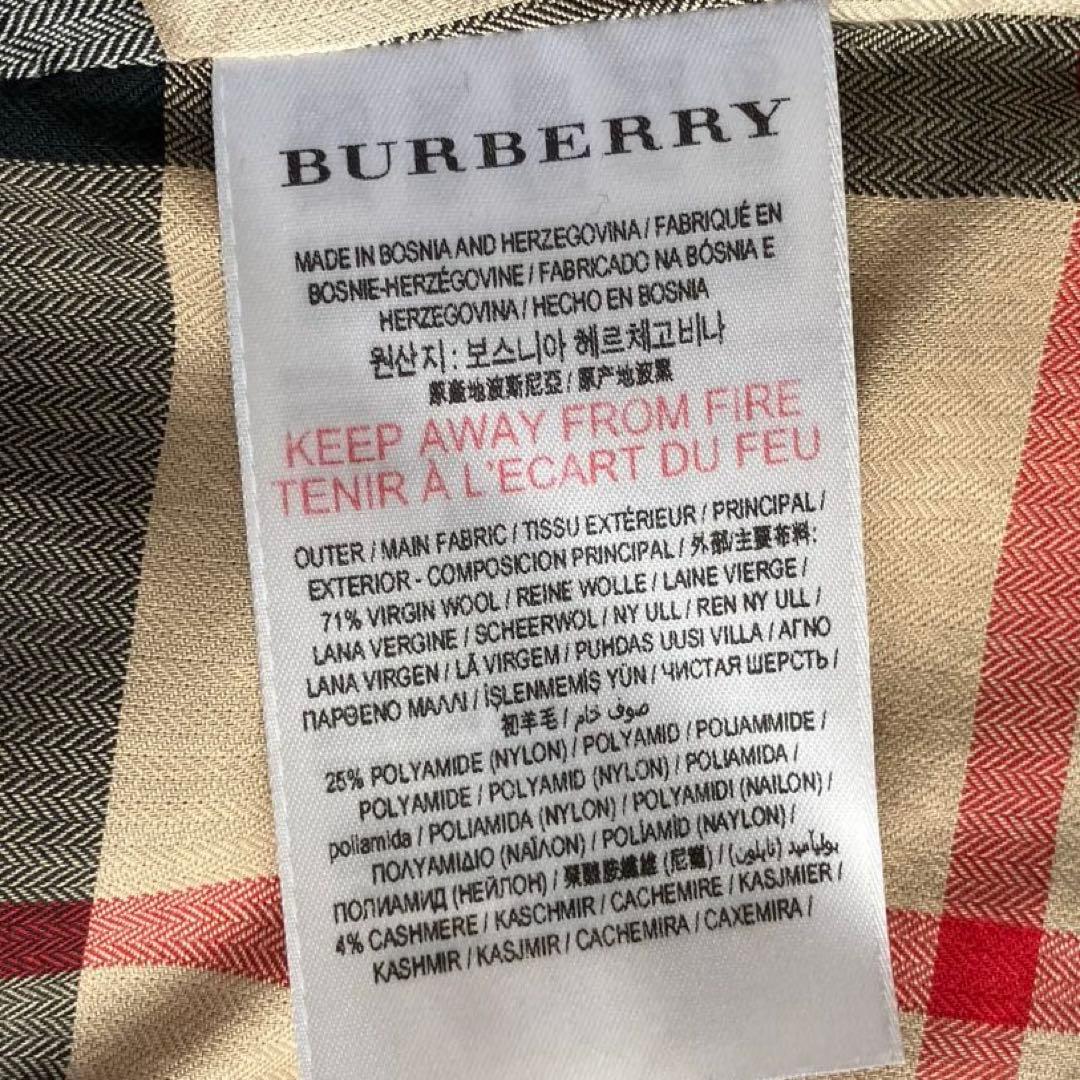 BURBERRY
MADE IN BOSNIA AND HERZEGOVINA / FABRIQUÉ EN
BOSNIE-HERZÉGOVINE / FABRICADO NA BÓSNIA E
HERZEGOVINA / HECHO EN BOSNIA
원산지 : 보스니아 헤르체고비나
原產地波斯尼亞 / 原产地波黑
KEEP AWAY FROM FIRE
TENIR À L'ECART DU FEU
OUTER / MAIN FABRIC / TISSU EXTÉRIEUR / PRINCIPAL /
EXTERIOR - COMPOSICION PRINCIPAL / 外部/主要布料:
71% VIRGIN WOOL / REINE WOLLE / LAINE VIERGE /
LANA VERGINE / SCHEERWOL / NY ULL / REN NY ULL /
LANA VIRGEN / LÃ VIRGEM / PUHDAS UUSI VILLA / ΑΓΝΟ
ΠΑΡΘΕΝΟ ΜΑΛΛΙ / İŞLENMEMİŞ YÜN / ЧИСТАЯ ШЕРСТЬ /
初羊毛 / صوف خام
25% POLYAMIDE (NYLON) / POLYAMID / POLIAMMIDE /
POLYAMIDE / POLYAMID (NYLON) / POLIAMIDA /
poliamida / POLIAMIDA (NYLON) / POLYAMIDI (NAILON) /
ΠΟΛΥΑΜΙΔΙΟ (ΝΑΪΛΟΝ) / POLİAMİD (NAYLON) /
ПОЛИАМИД (НЕЙЛОН) / 聚醯胺纖維 (尼龍) / بولياميد (نايلون) /
4% CASHMERE / KASCHMIR / CACHEMIRE / KASJMIER /
KASHMIR / KASJMIR / CACHEMIRA / CAXEMIRA /